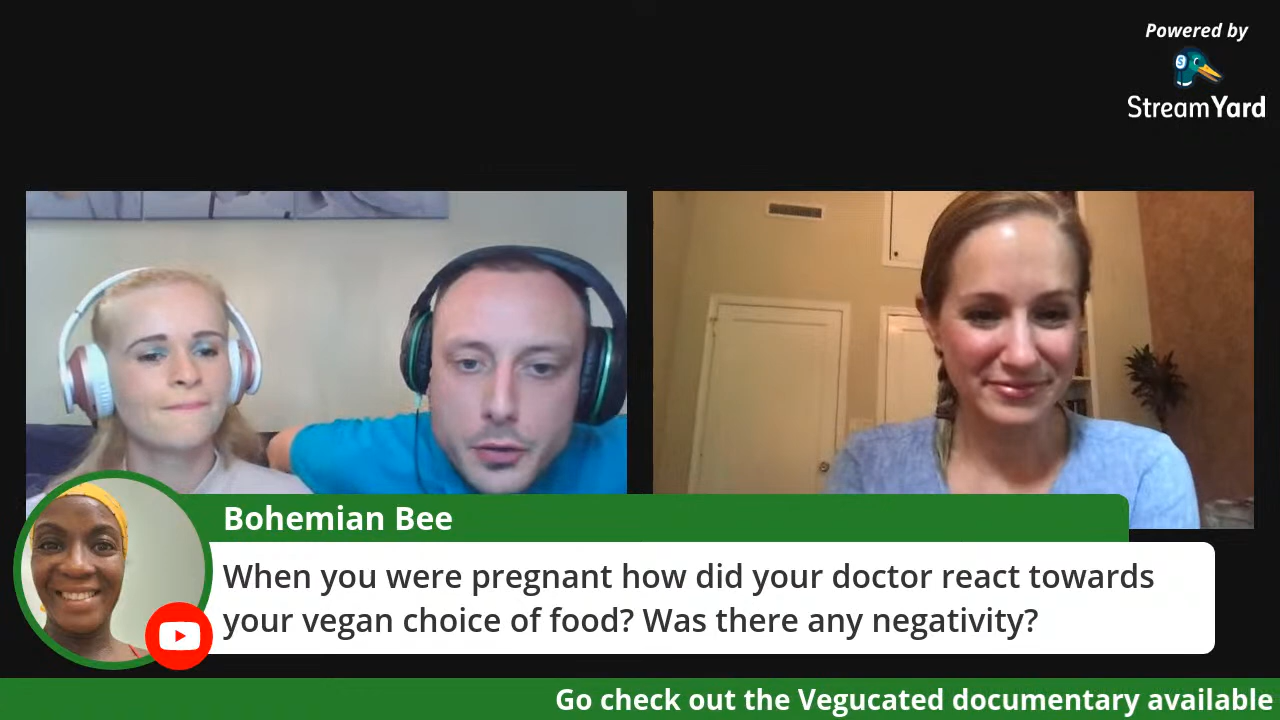 Powered by
StreamYard
Bohemian Bee
When you were pregnant how did your doctor react towards
your vegan choice of food? Was there any negativity?
Go check out the Vegucated documentary available